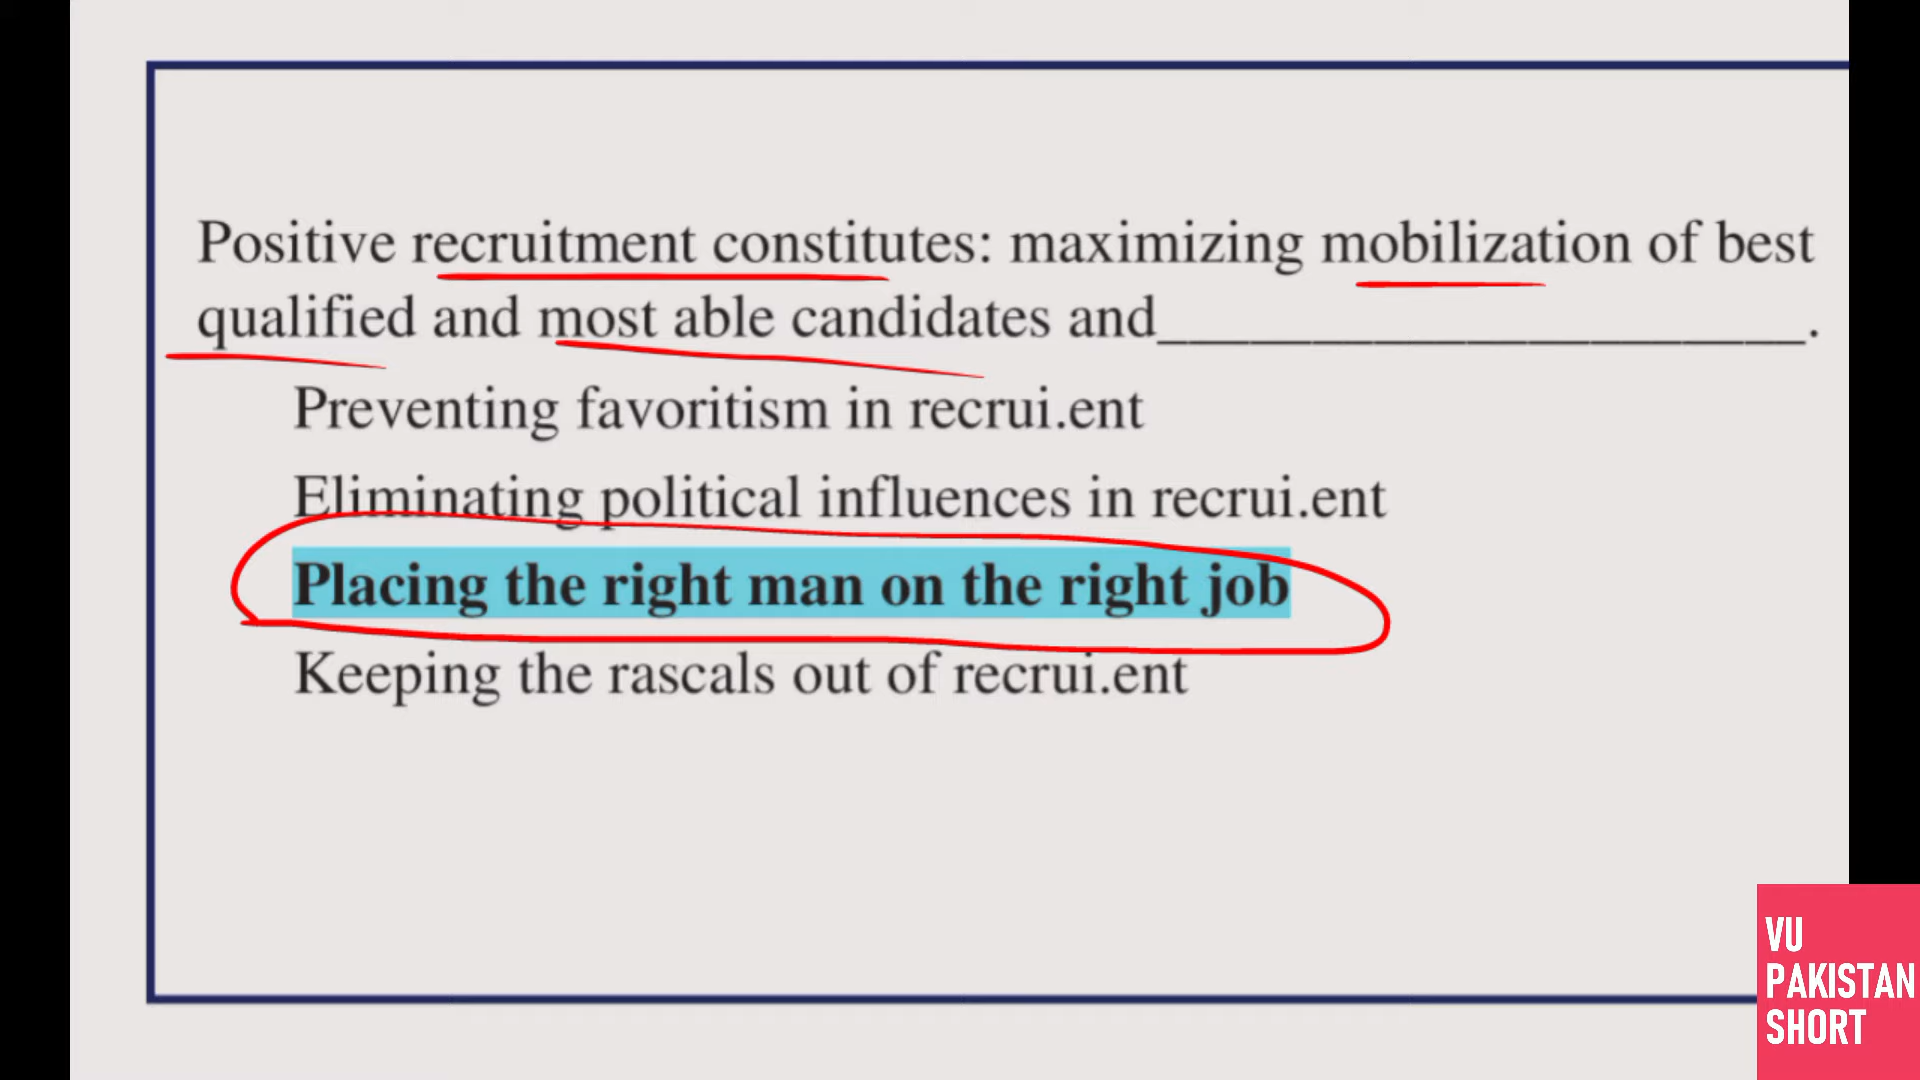 Positive recruitment constitutes: maximizing mobilization of best
qualified and most able candidates and_____________________.
Preventing favoritism in recrui.ent
Eliminating political influences in recrui.ent
Placing the right man on the right job
Keeping the rascals out of recrui.ent
VU
PAKISTAN
SHORT